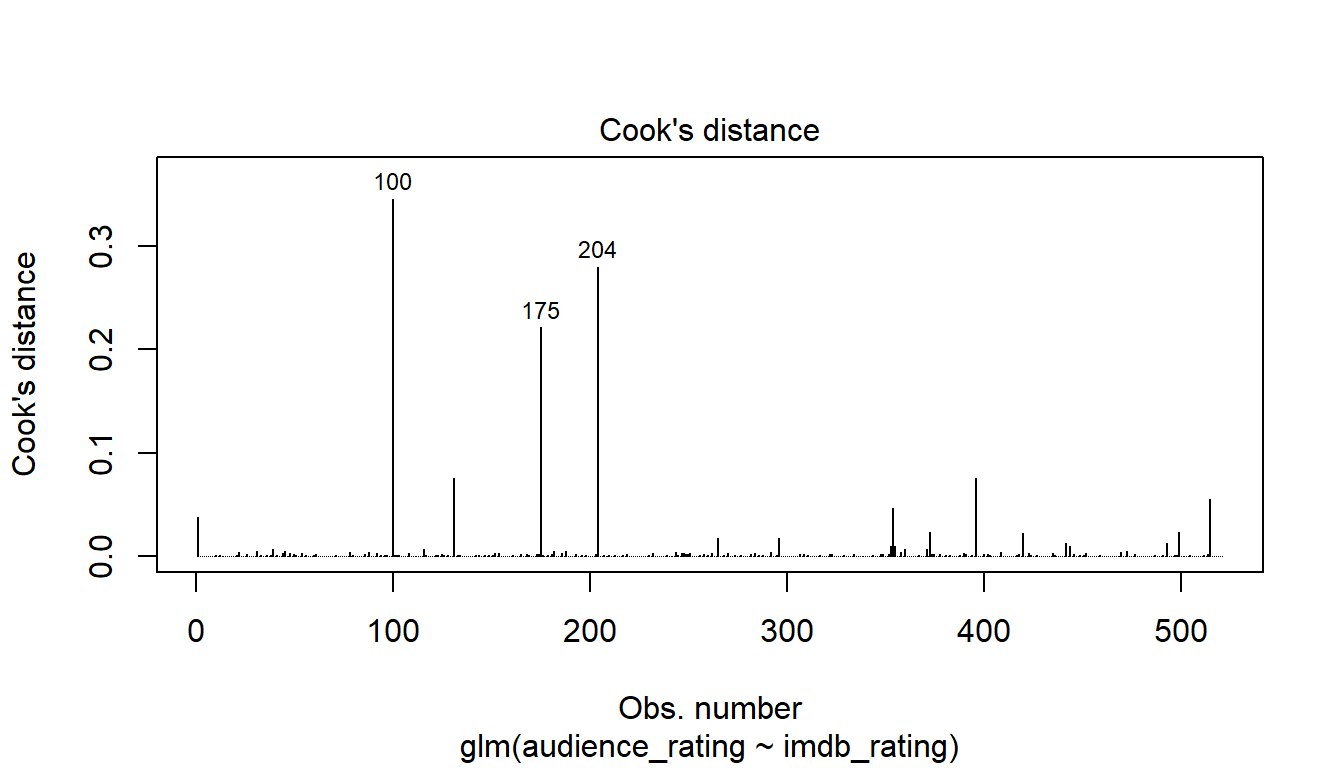 Cook's distance
Cook's distance
0.0
0.1
0.2
0.3
100
175
204
0 100 200 300 400 500
Obs. number
glm(audience_rating ~ imdb_rating)